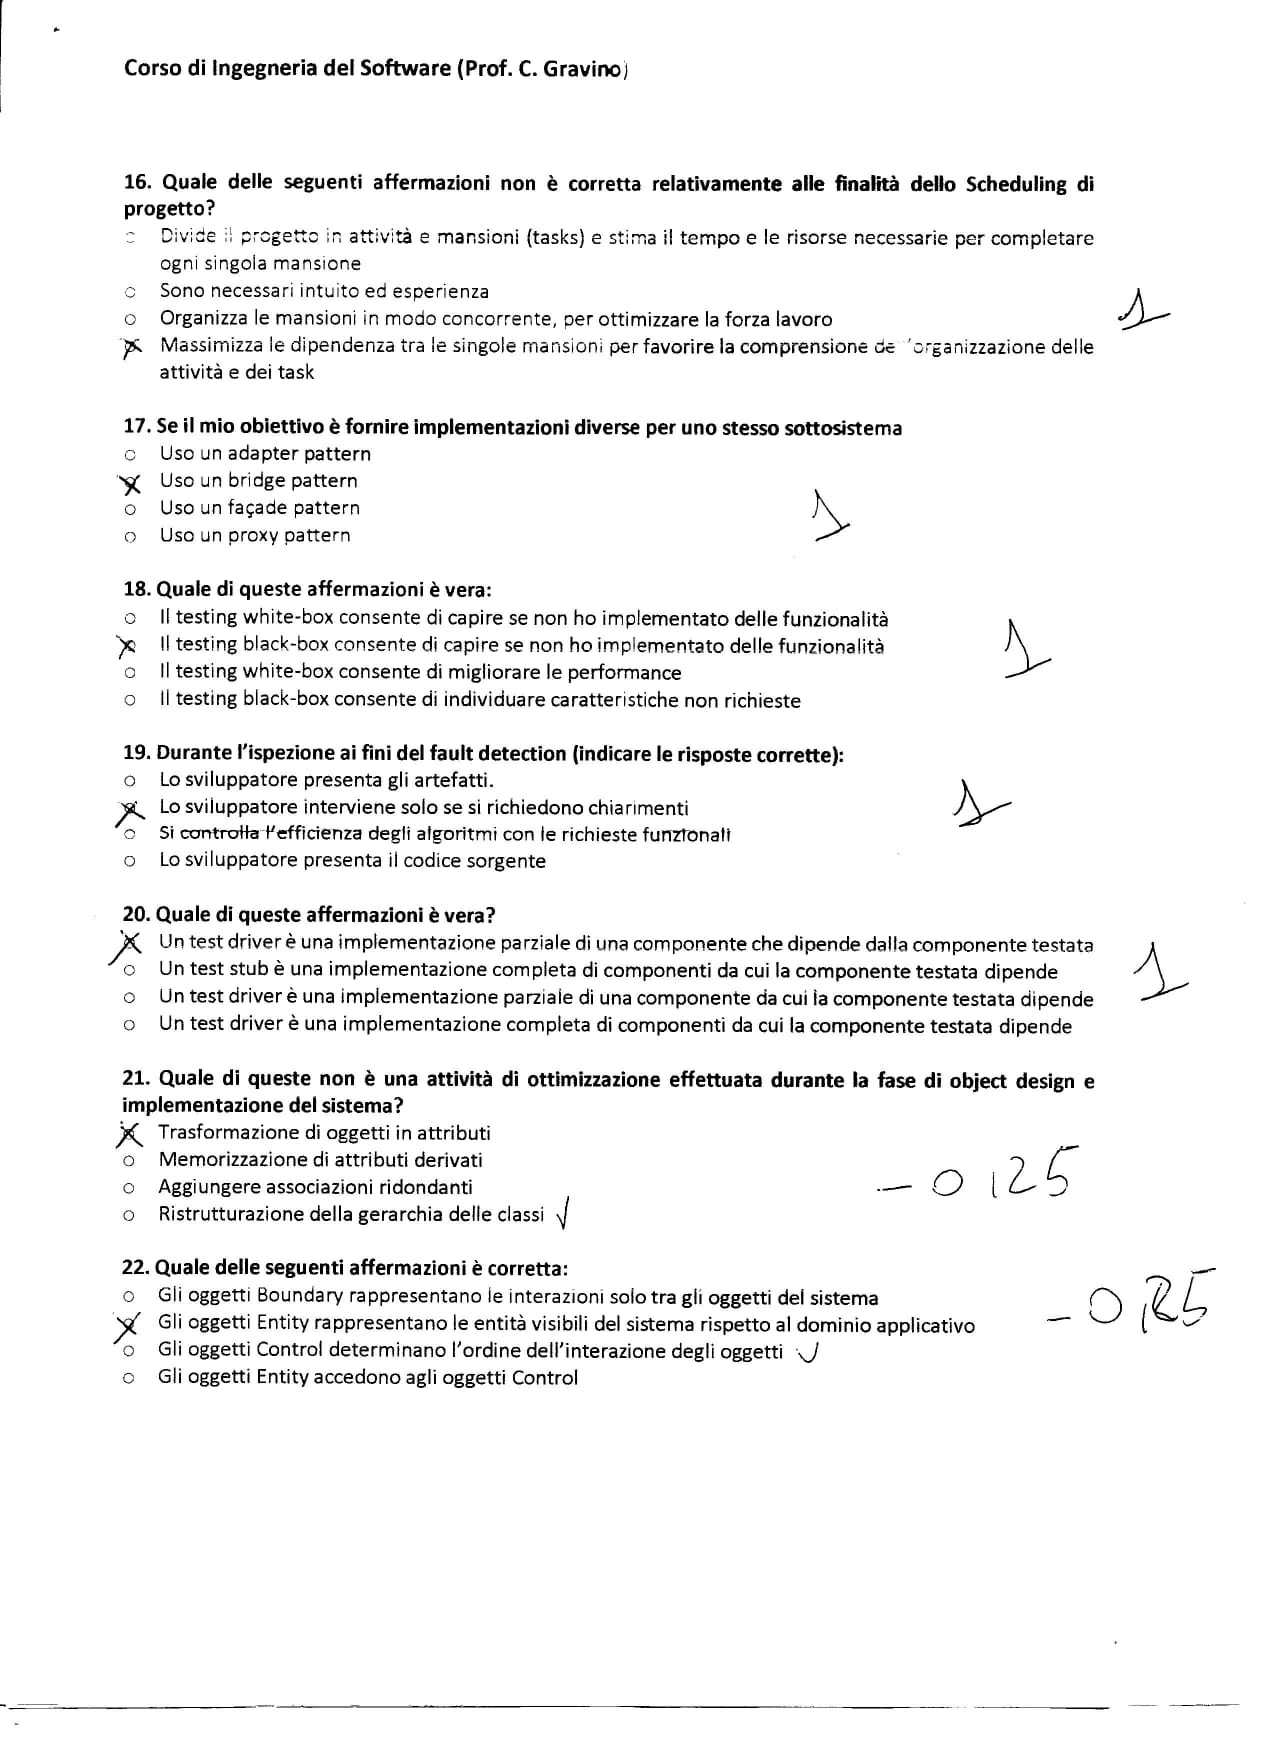 Corso di Ingegneria del Software (Prof. C. Gravino)
16. Quale delle seguenti affermazioni non è corretta relativamente alle finalità dello Scheduling di
progetto?
o Divide il progetto in attività e mansioni (tasks) e stima il tempo e le risorse necessarie per completare
ogni singola mansione
o Sono necessari intuito ed esperienza
o Organizza le mansioni in modo concorrente, per ottimizzare la forza lavoro
1
Massimizza le dipendenza tra le singole mansioni per favorire la comprensione de 'organizzazione delle
attività e dei task
17. Se il mio obiettivo è fornire implementazioni diverse per uno stesso sottosistema
o Uso un adapter pattern
Uso un bridge pattern
o Uso un façade pattern
1
o Uso un proxy pattern
18. Quale di queste affermazioni è vera:
o Il testing white-box consente di capire se non ho implementato delle funzionalità
Il testing black-box consente di capire se non ho implementato delle funzionalità
1
o Il testing white-box consente di migliorare le performance
o Il testing black-box consente di individuare caratteristiche non richieste
19. Durante l'ispezione ai fini del fault detection (indicare le risposte corrette):
o Lo sviluppatore presenta gli artefatti.
Lo sviluppatore interviene solo se si richiedono chiarimenti
1
o Si controlla l'efficienza degli algoritmi con le richieste funzionali
o Lo sviluppatore presenta il codice sorgente
20. Quale di queste affermazioni è vera?
Un test driver è una implementazione parziale di una componente che dipende dalla componente testata
o Un test stub è una implementazione completa di componenti da cui la componente testata dipende
1
o Un test driver è una implementazione parziale di una componente da cui la componente testata dipende
o Un test driver è una implementazione completa di componenti da cui la componente testata dipende
21. Quale di queste non è una attività di ottimizzazione effettuata durante la fase di object design e
implementazione del sistema?
Trasformazione di oggetti in attributi
o Memorizzazione di attributi derivati
o Aggiungere associazioni ridondanti
- 0,25
o Ristrutturazione della gerarchia delle classi ✓
22. Quale delle seguenti affermazioni è corretta:
o Gli oggetti Boundary rappresentano le interazioni solo tra gli oggetti del sistema
- 0,25
Gli oggetti Entity rappresentano le entità visibili del sistema rispetto al dominio applicativo
o Gli oggetti Control determinano l'ordine dell'interazione degli oggetti ✓
o Gli oggetti Entity accedono agli oggetti Control